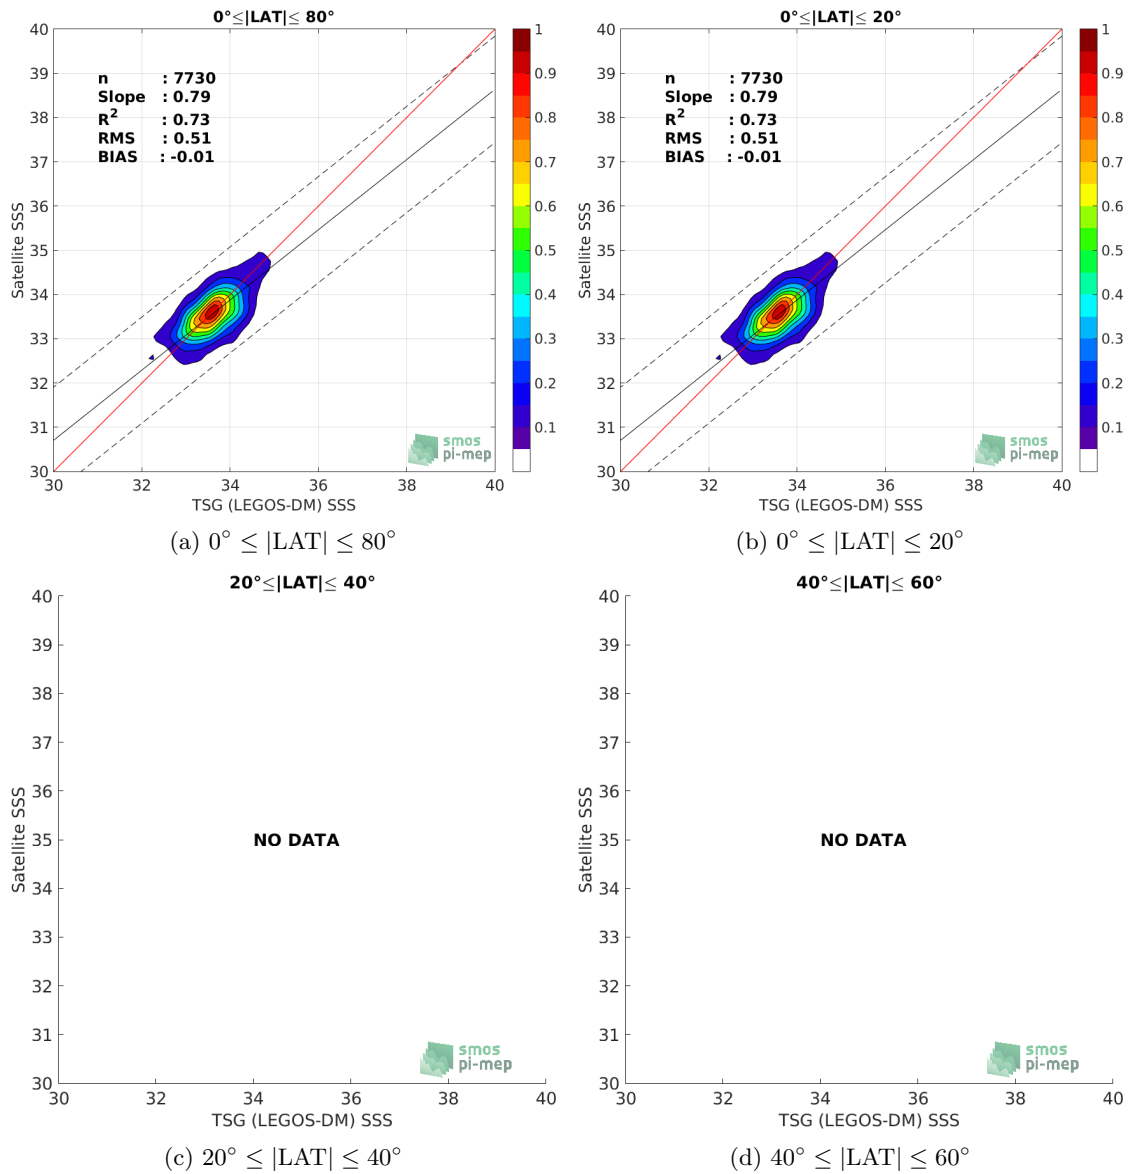 0°≤|LAT|≤ 80°
40
39
38
37
36
35
34
33
32
31
30
Satellite SSS
n : 7730
Slope : 0.79
R2 : 0.73
RMS : 0.51
BIAS : -0.01
smos
pi-mep
30 32 34 36 38 40
TSG (LEGOS-DM) SSS
1
0.9
0.8
0.7
0.6
0.5
0.4
0.3
0.2
0.1
(a) 0° ≤ |LAT| ≤ 80°
0°≤|LAT|≤ 20°
40
39
38
37
36
35
34
33
32
31
30
Satellite SSS
n : 7730
Slope : 0.79
R2 : 0.73
RMS : 0.51
BIAS : -0.01
smos
pi-mep
30 32 34 36 38 40
TSG (LEGOS-DM) SSS
1
0.9
0.8
0.7
0.6
0.5
0.4
0.3
0.2
0.1
(b) 0° ≤ |LAT| ≤ 20°
20°≤|LAT|≤ 40°
40
39
38
37
36
35
34
33
32
31
30
Satellite SSS
NO DATA
smos
pi-mep
30 32 34 36 38 40
TSG (LEGOS-DM) SSS
(c) 20° ≤ |LAT| ≤ 40°
40°≤|LAT|≤ 60°
40
39
38
37
36
35
34
33
32
31
30
Satellite SSS
NO DATA
smos
pi-mep
30 32 34 36 38 40
TSG (LEGOS-DM) SSS
(d) 40° ≤ |LAT| ≤ 60°